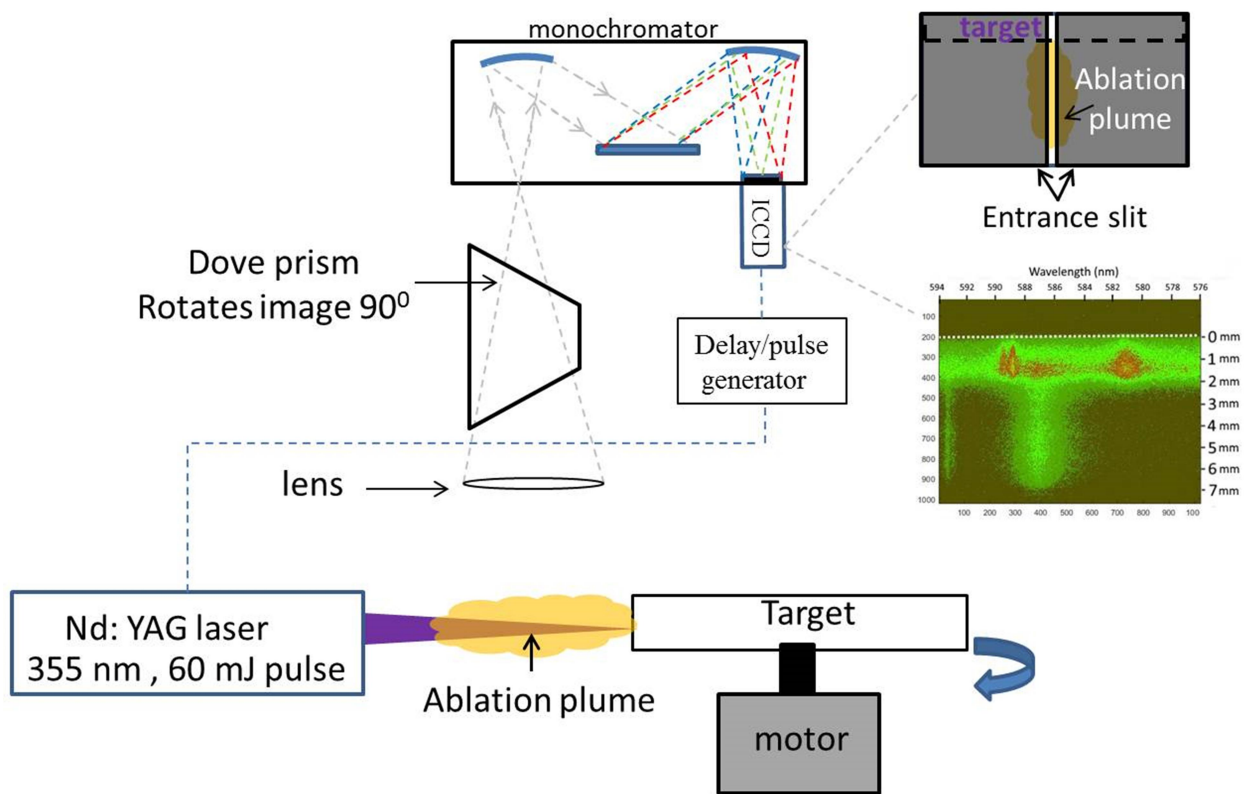 monochromator
target
Ablation
plume
Entrance slit
ICCD
Dove prism
Rotates image 90⁰
Delay/pulse
generator
lens
Wavelength (nm)
594 592 590 588 586 584 582 580 578 576
100
200
300
400
500
600
700
800
900
1000
0 mm
1 mm
2 mm
3 mm
4 mm
5 mm
6 mm
7 mm
100 200 300 400 500 600 700 800 900 100
Nd: YAG laser
355 nm , 60 mJ pulse
Ablation plume
Target
motor